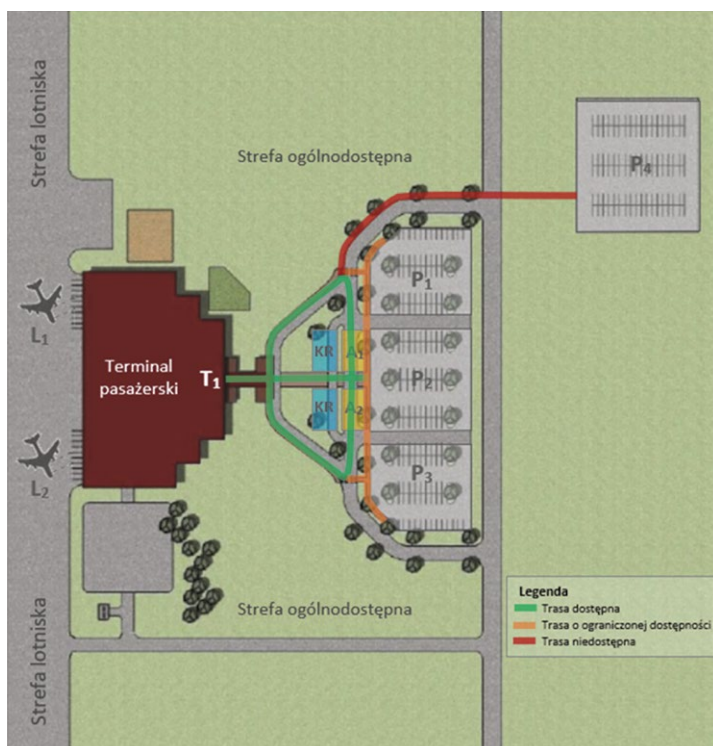 Strefa lotniska
Strefa ogólnodostępna
P₄
P₁
L₁
KR
A₁
Terminal
pasażerski
T₁
P₂
KR
A₂
L₂
P₃
Strefa ogólnodostępna
Strefa lotniska
Legenda
Trasa dostępna
Trasa o ograniczonej dostępności
Trasa niedostępna